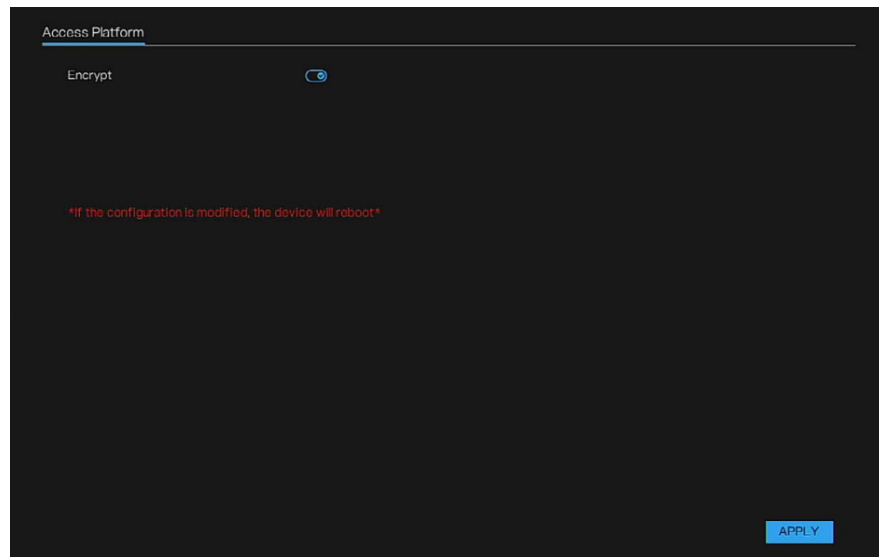 Access Platform
Encrypt
*If the configuration is modified, the device will reboot*
APPLY